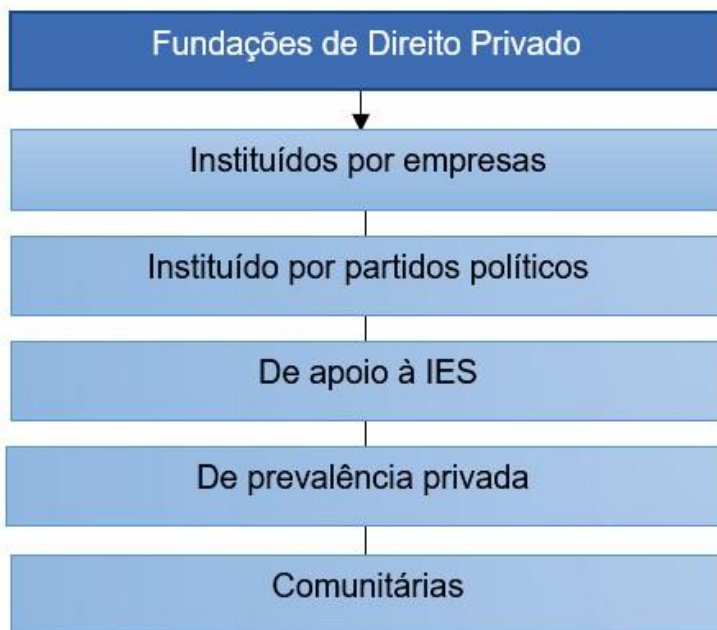 Fundações de Direito Privado
Instituídos por empresas
Instituído por partidos políticos
De apoio à IES
De prevalência privada
Comunitárias